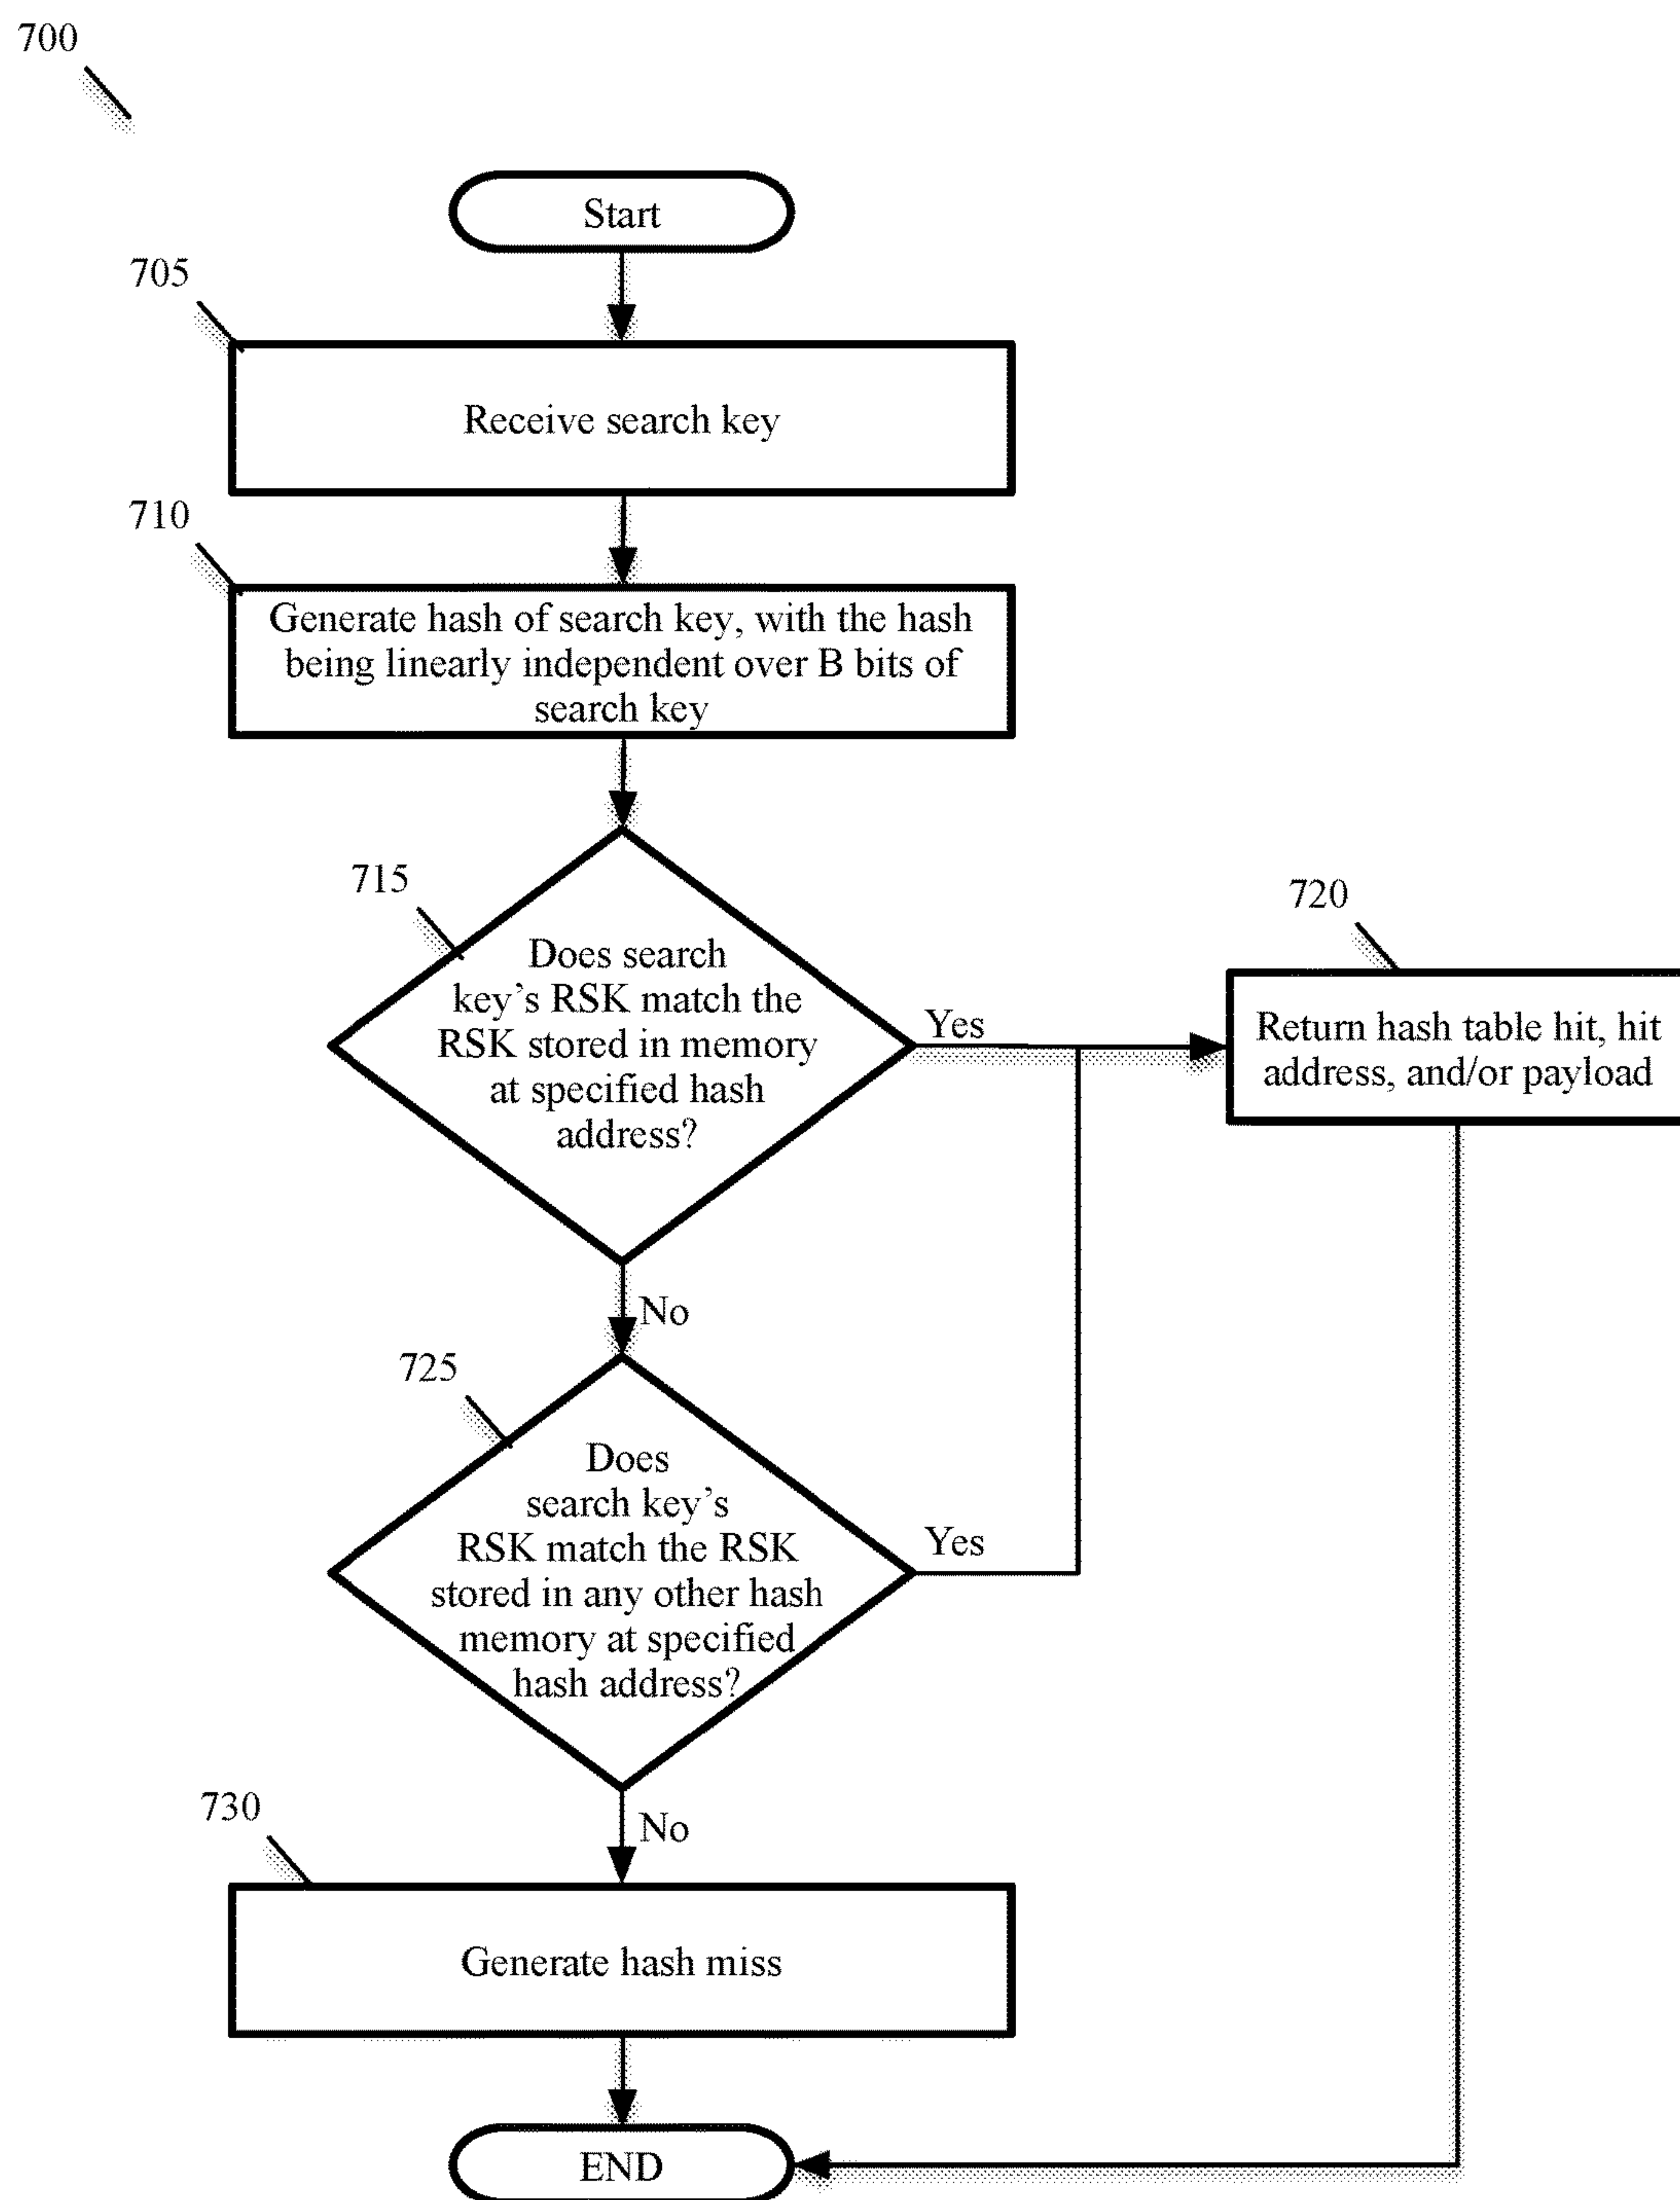 700
Start
705
Receive search key
710
Generate hash of search key, with the hash
being linearly independent over B bits of
search key
715
Does search
key's RSK match the
RSK stored in memory
at specified hash
address?
Yes
720
Return hash table hit, hit
address, and/or payload
No
725
Does
search key's
RSK match the RSK
stored in any other hash
memory at specified
hash address?
Yes
No
730
Generate hash miss
END